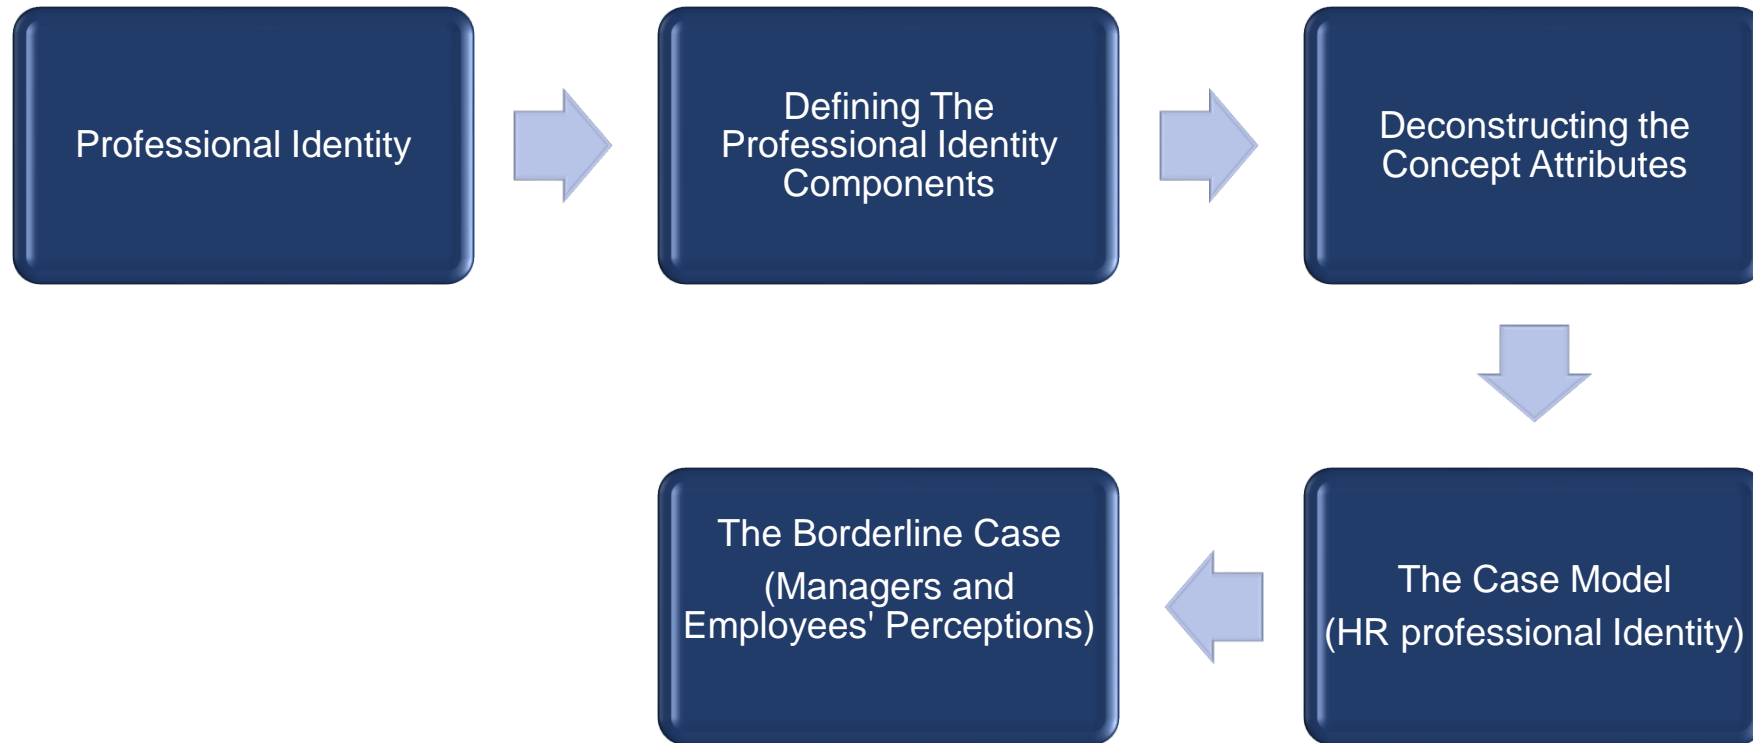 Professional Identity
Defining The
Professional Identity
Components
Deconstructing the
Concept Attributes
The Case Model
(HR professional Identity)
The Borderline Case
(Managers and
Employees' Perceptions)